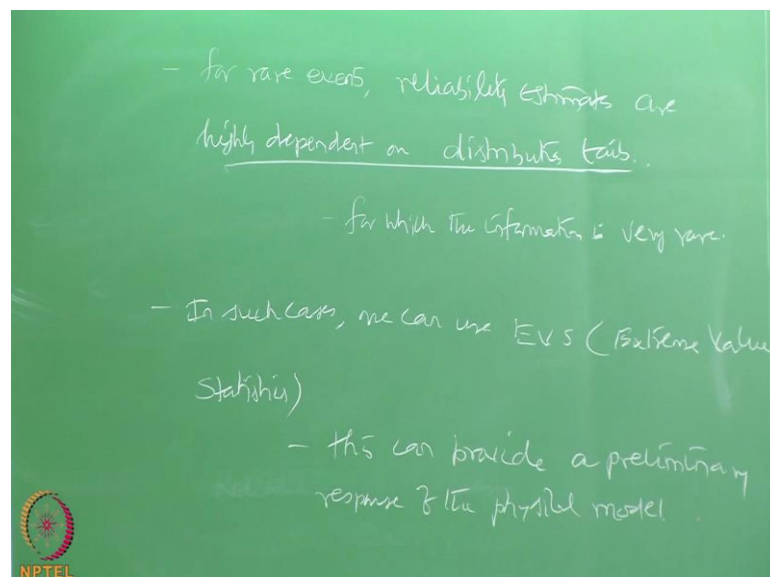 - for rare events, reliability estimates are
highly dependent on distribution tails.
- for which the information is very rare.
- In such cases, we can use EVS (Extreme Value
Statistics)
- this can provide a preliminary
response of the physical model.
NPTEL